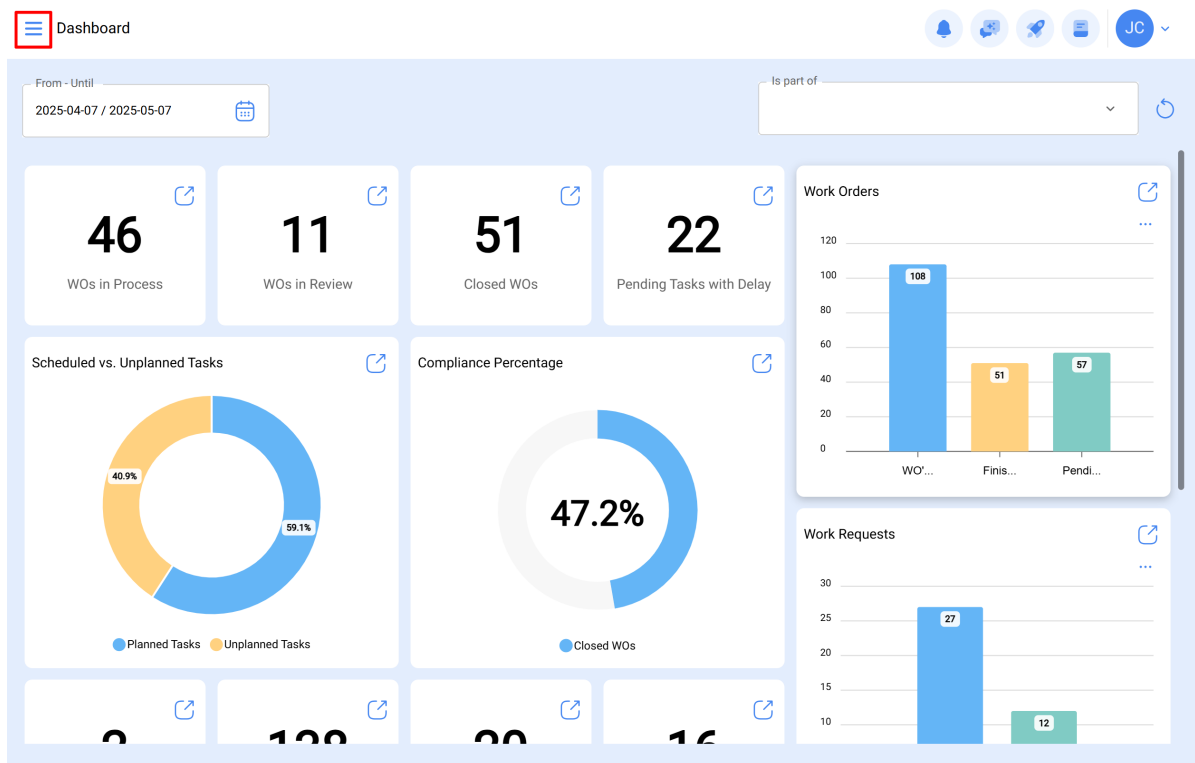 Dashboard
JC
From - Until
2025-04-07 / 2025-05-07
Is part of
46
WOs in Process
11
WOs in Review
51
Closed WOs
22
Pending Tasks with Delay
Work Orders
120
100
80
60
40
20
0
108
51
57
WO'...
Finis...
Pendi...
Scheduled vs. Unplanned Tasks
40.9%
59.1%
Planned Tasks
Unplanned Tasks
Compliance Percentage
47.2%
Closed WOs
Work Requests
30
25
20
15
10
27
12